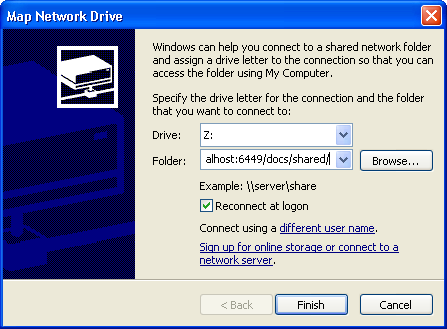 Map Network Drive
Windows can help you connect to a shared network folder
and assign a drive letter to the connection so that you can
access the folder using My Computer.
Specify the drive letter for the connection and the folder
that you want to connect to:
Drive: Z:
Folder: alhost:6449/docs/shared/ Browse...
Example: \\server\share
Reconnect at logon
Connect using a different user name.
Sign up for online storage or connect to a
network server.
< Back Finish Cancel